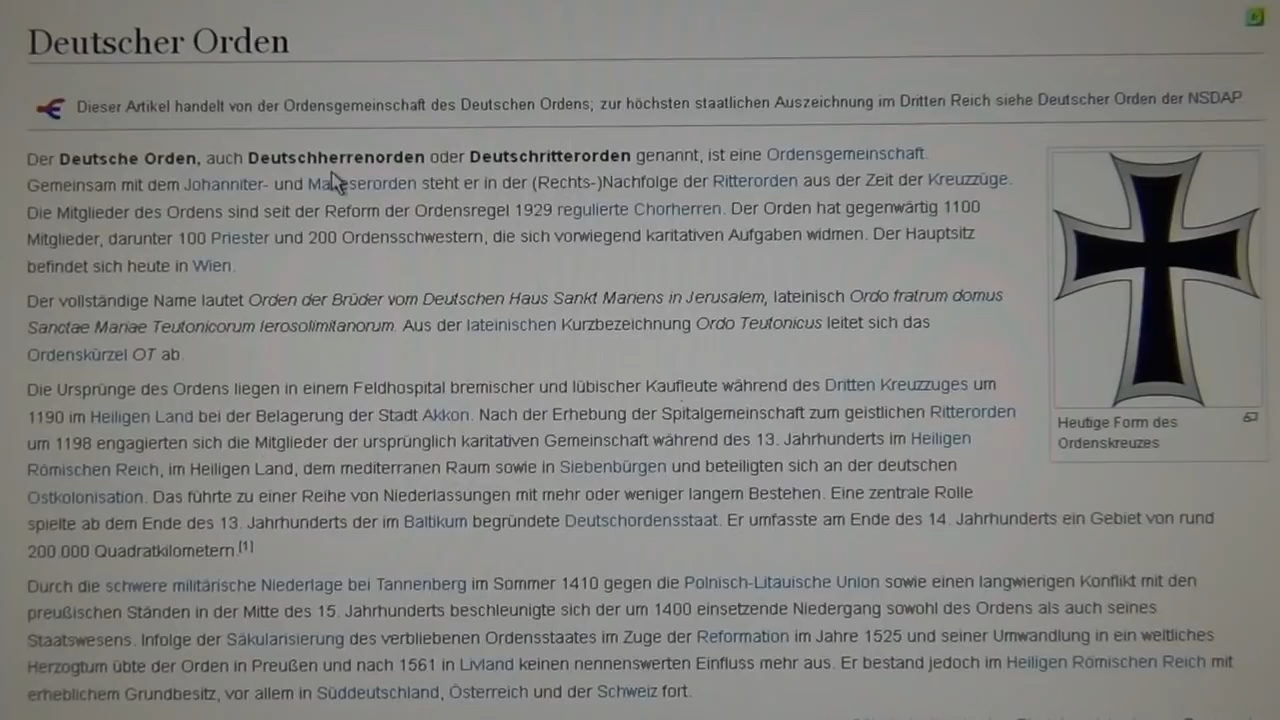 Deutscher Orden
Dieser Artikel handelt von der Ordensgemeinschaft des Deutschen Ordens; zur höchsten staatlichen Auszeichnung im Dritten Reich siehe Deutscher Orden der NSDAP.
Der Deutsche Orden, auch Deutschherrenorden oder Deutschritterorden genannt, ist eine Ordensgemeinschaft.
Gemeinsam mit dem Johanniter- und Malteserorden steht er in der (Rechts-)Nachfolge der Ritterorden aus der Zeit der Kreuzzüge.
Die Mitglieder des Ordens sind seit der Reform der Ordensregel 1929 regulierte Chorherren. Der Orden hat gegenwärtig 1100
Mitglieder, darunter 100 Priester und 200 Ordensschwestern, die sich vorwiegend karitativen Aufgaben widmen. Der Hauptsitz
befindet sich heute in Wien.
Der vollständige Name lautet Orden der Brüder vom Deutschen Haus Sankt Mariens in Jerusalem, lateinisch Ordo fratrum domus
Sanctae Mariae Teutonicorum Ierosolimitanorum. Aus der lateinischen Kurzbezeichnung Ordo Teutonicus leitet sich das
Ordenskürzel OT ab.
Die Ursprünge des Ordens liegen in einem Feldhospital bremischer und lübischer Kaufleute während des Dritten Kreuzzuges um
1190 im Heiligen Land bei der Belagerung der Stadt Akkon. Nach der Erhebung der Spitalgemeinschaft zum geistlichen Ritterorden
um 1198 engagierten sich die Mitglieder der ursprünglich karitativen Gemeinschaft während des 13. Jahrhunderts im Heiligen
Römischen Reich, im Heiligen Land, dem mediterranen Raum sowie in Siebenbürgen und beteiligten sich an der deutschen
Ostkolonisation. Das führte zu einer Reihe von Niederlassungen mit mehr oder weniger langem Bestehen. Eine zentrale Rolle
spielte ab dem Ende des 13. Jahrhunderts der im Baltikum begründete Deutschordensstaat. Er umfasste am Ende des 14. Jahrhunderts ein Gebiet von rund
200 000 Quadratkilometern.[1]
Heutige Form des
Ordenskreuzes
Durch die schwere militärische Niederlage bei Tannenberg im Sommer 1410 gegen die Polnisch-Litauische Union sowie einen langwierigen Konflikt mit den
preußischen Ständen in der Mitte des 15. Jahrhunderts beschleunigte sich der um 1400 einsetzende Niedergang sowohl des Ordens als auch seines
Staatswesens. Infolge der Säkularisierung des verbliebenen Ordensstaates im Zuge der Reformation im Jahre 1525 und seiner Umwandlung in ein weltliches
Herzogtum übte der Orden in Preußen und nach 1561 in Livland keinen nennenswerten Einfluss mehr aus. Er bestand jedoch im Heiligen Römischen Reich mit
erheblichem Grundbesitz, vor allem in Süddeutschland, Österreich und der Schweiz fort.